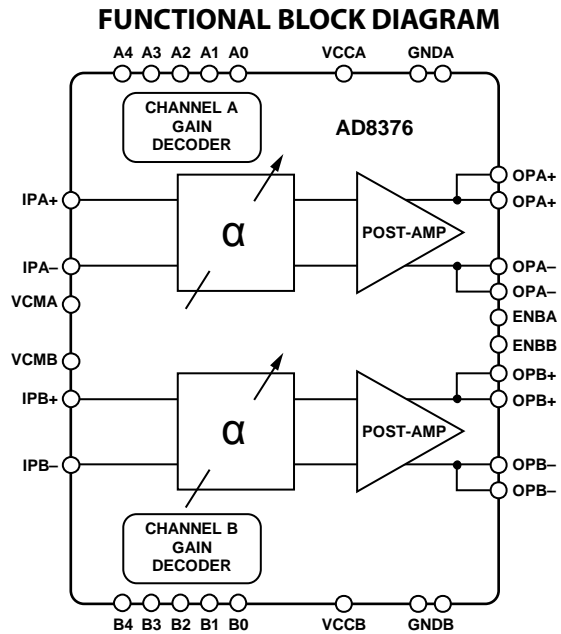 FUNCTIONAL BLOCK DIAGRAM
A4 A3 A2 A1 A0 VCCA GNDA
CHANNEL A
GAIN
DECODER
AD8376
IPA+
α
POST-AMP
OPA+
OPA+
IPA–
OPA–
OPA–
VCMA
ENBA
ENBB
VCMB
OPB+
IPB+
α
POST-AMP
OPB+
IPB–
OPB–
OPB–
CHANNEL B
GAIN
DECODER
B4 B3 B2 B1 B0 VCCB GNDB